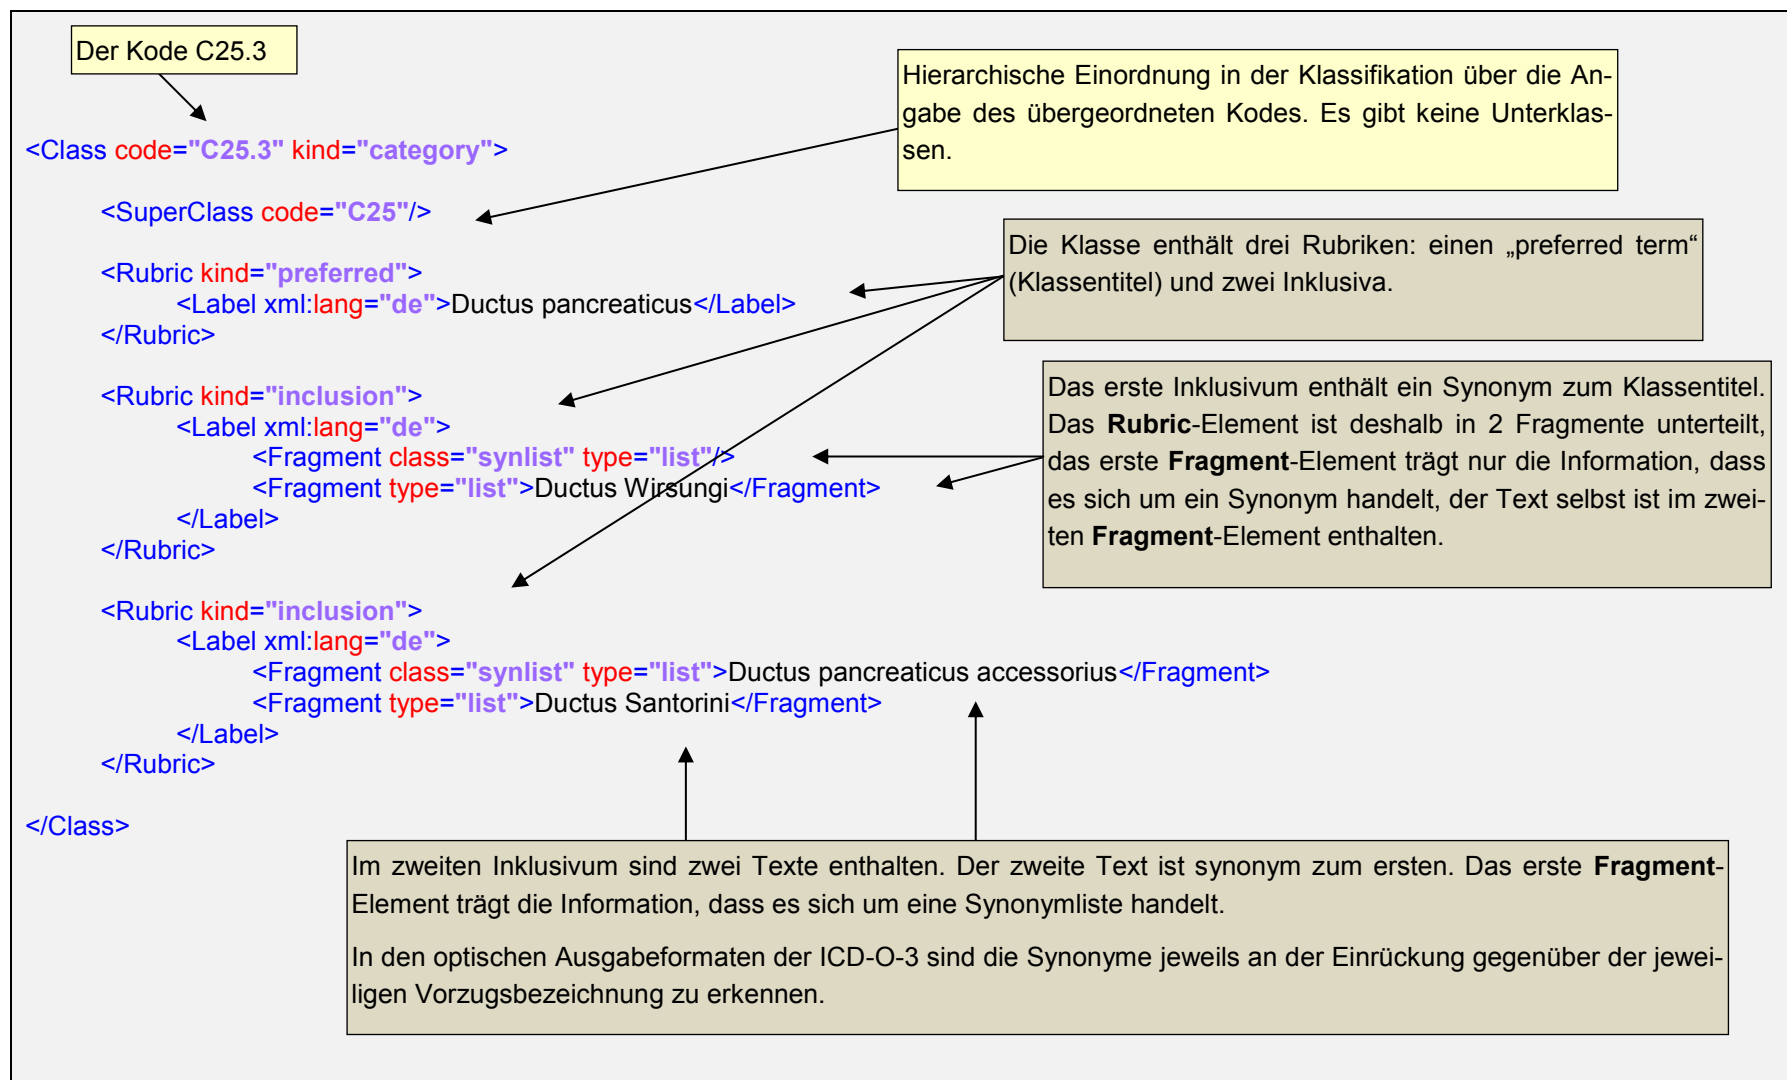 Der Kode C25.3
Hierarchische Einordnung in der Klassifikation über die An-
gabe des übergeordneten Kodes. Es gibt keine Unterklas-
sen.
<Class code="C25.3" kind="category">
<SuperClass code="C25"/>
Die Klasse enthält drei Rubriken: einen „preferred term“
(Klassentitel) und zwei Inklusiva.
<Rubric kind="preferred">
<Label xml:lang="de">Ductus pancreaticus</Label>
</Rubric>
<Rubric kind="inclusion">
<Label xml:lang="de">
<Fragment class="synlist" type="list"/>
<Fragment type="list">Ductus Wirsungi</Fragment>
</Label>
</Rubric>
Das erste Inklusivum enthält ein Synonym zum Klassentitel.
Das Rubric-Element ist deshalb in 2 Fragmente unterteilt,
das erste Fragment-Element trägt nur die Information, dass
es sich um ein Synonym handelt, der Text selbst ist im zwei-
ten Fragment-Element enthalten.
<Rubric kind="inclusion">
<Label xml:lang="de">
<Fragment class="synlist" type="list">Ductus pancreaticus accessorius</Fragment>
<Fragment type="list">Ductus Santorini</Fragment>
</Label>
</Rubric>
</Class>
Im zweiten Inklusivum sind zwei Texte enthalten. Der zweite Text ist synonym zum ersten. Das erste Fragment-
Element trägt die Information, dass es sich um eine Synonymliste handelt.
In den optischen Ausgabeformaten der ICD-O-3 sind die Synonyme jeweils an der Einrückung gegenüber der jewei-
ligen Vorzugsbezeichnung zu erkennen.